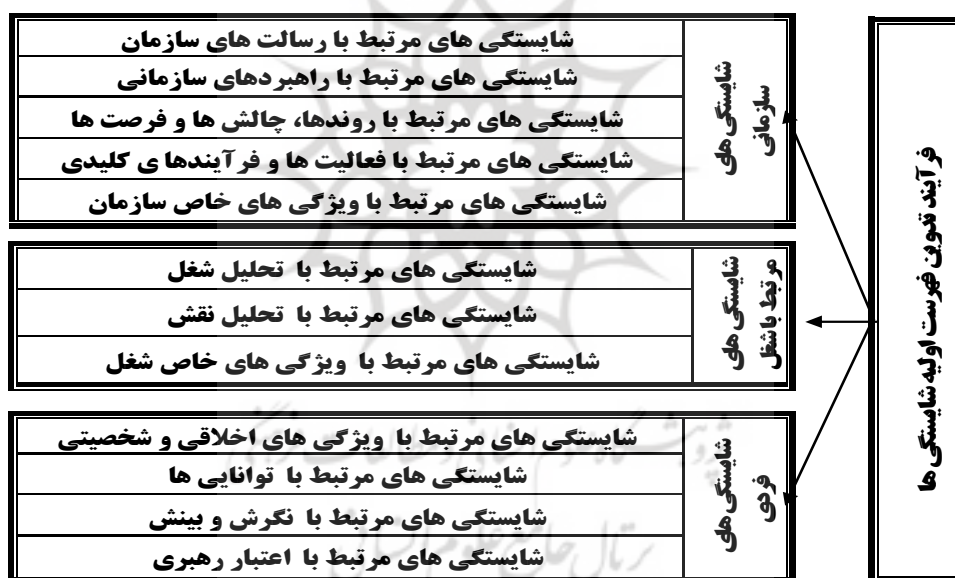 فرآیند تدوین فهرست اولیه شایستگی ها
شایستگی های
سازمانی
شایستگی های مرتبط با رسالت های سازمان
شایستگی های مرتبط با راهبردهای سازمانی
شایستگی های مرتبط با روندها، چالش ها و فرصت ها
شایستگی های مرتبط با فعالیت ها و فرآیندها ی کلیدی
شایستگی های مرتبط با ویژگی های خاص سازمان
شایستگی های
مرتبط با شغل
شایستگی های مرتبط با تحلیل شغل
شایستگی های مرتبط با تحلیل نقش
شایستگی های مرتبط با ویژگی های خاص شغل
شایستگی های
فردی
شایستگی های مرتبط با ویژگی های اخلاقی و شخصیتی
شایستگی های مرتبط با توانایی ها
شایستگی های مرتبط با نگرش و بینش
شایستگی های مرتبط با اعتبار رهبری
پرتال جامع علوم انسانی